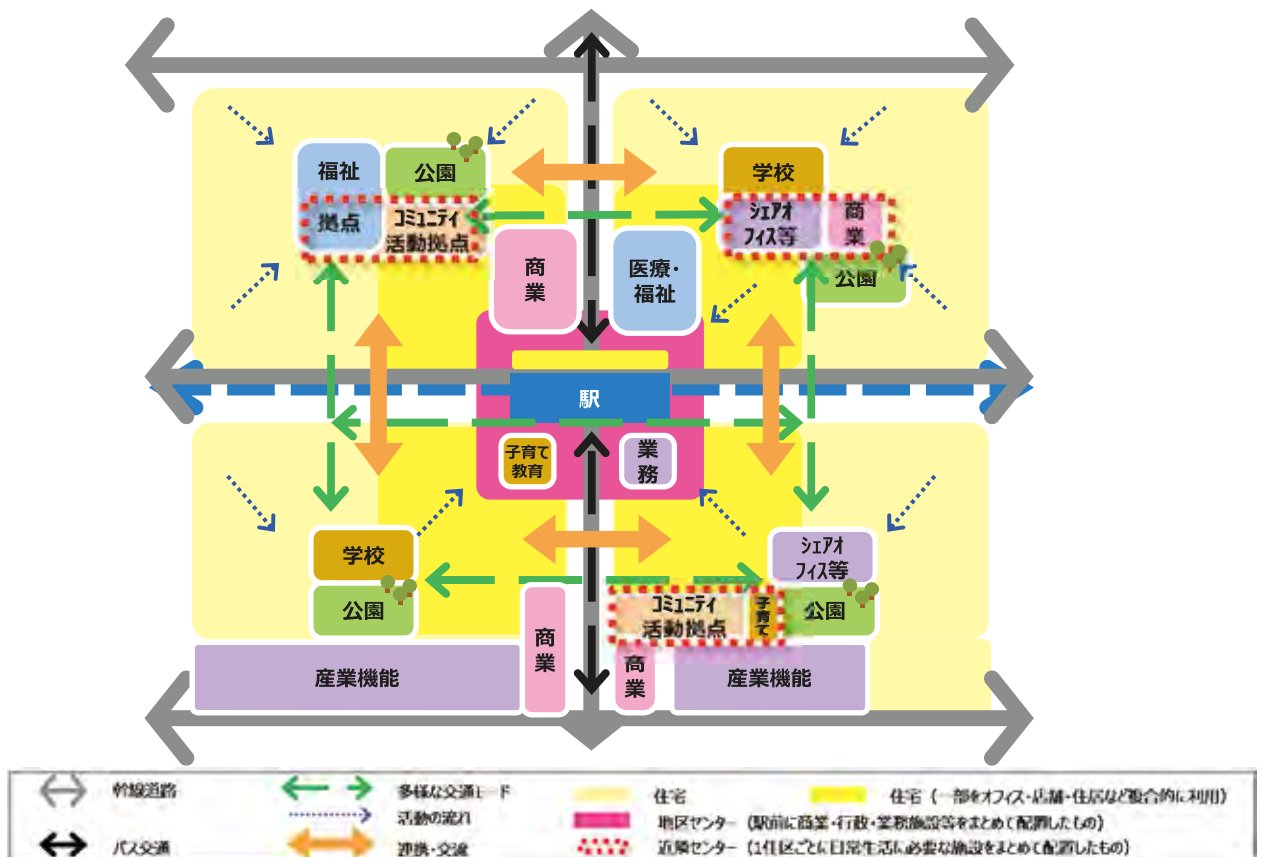 福祉
公園
拠点
コミュニティ
活動拠点
学校
シェアオ
フィス等
商
業
公園
商
業
医療・
福祉
駅
子育て
教育
業
務
学校
公園
シェアオ
フィス等
公園
コミュニティ
活動拠点
子育て
商
業
商
業
産業機能
産業機能
幹線道路
バス交通
多様な交通モード
活動の流れ
連携・交流
住宅
住宅（一部をオフィス・店舗・住居など複合的に利用）
地区センター（駅前に商業・行政・業務施設等をまとめて配置したもの）
近隣センター（1住区ごとに日常生活に必要な施設をまとめて配置したもの）